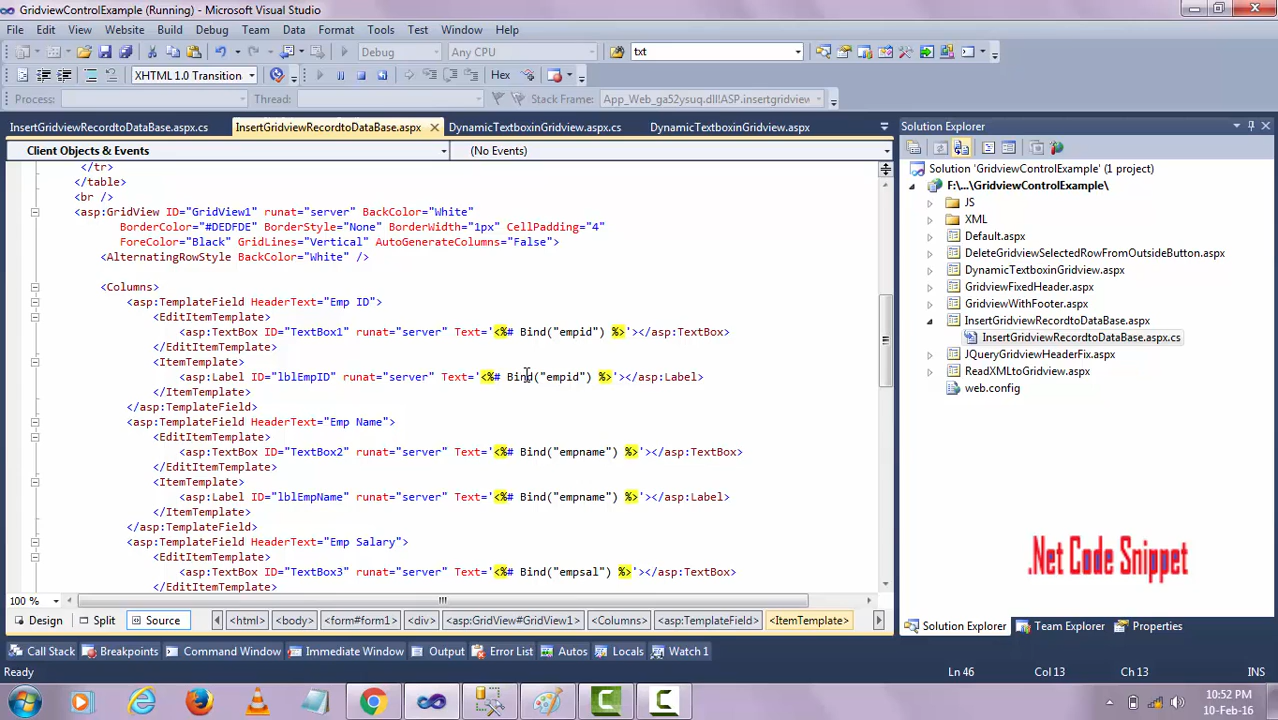 GridviewControlExample (Running) - Microsoft Visual Studio
File Edit View Website Build Debug Team Data Format Tools Test Window Help
Debug Any CPU txt
XHTML 1.0 Transition Hex
Process: Thread: Stack Frame: App_Web_ga52ysuq.dll!ASP.insertgridview
InsertGridviewRecordtoDataBase.aspx.cs InsertGridviewRecordtoDataBase.aspx DynamicTextboxinGridview.aspx.cs DynamicTextboxinGridview.aspx
Client Objects & Events (No Events)
</tr>
</table>
<br />
<asp:GridView ID="GridView1" runat="server" BackColor="White"
BorderColor="#DEDFDE" BorderStyle="None" BorderWidth="1px" CellPadding="4"
ForeColor="Black" GridLines="Vertical" AutoGenerateColumns="False">
<AlternatingRowStyle BackColor="White" />
<Columns>
<asp:TemplateField HeaderText="Emp ID">
<EditItemTemplate>
<asp:TextBox ID="TextBox1" runat="server" Text='<%# Bind("empid") %>'></asp:TextBox>
</EditItemTemplate>
<ItemTemplate>
<asp:Label ID="lblEmpID" runat="server" Text='<%# Bind("empid") %>'></asp:Label>
</ItemTemplate>
</asp:TemplateField>
<asp:TemplateField HeaderText="Emp Name">
<EditItemTemplate>
<asp:TextBox ID="TextBox2" runat="server" Text='<%# Bind("empname") %>'></asp:TextBox>
</EditItemTemplate>
<ItemTemplate>
<asp:Label ID="lblEmpName" runat="server" Text='<%# Bind("empname") %>'></asp:Label>
</ItemTemplate>
</asp:TemplateField>
<asp:TemplateField HeaderText="Emp Salary">
<EditItemTemplate>
<asp:TextBox ID="TextBox3" runat="server" Text='<%# Bind("empsal") %>'></asp:TextBox>
</EditItemTemplate>
100 %
Design Split Source <html> <body> <form#form1> <div> <asp:GridView#GridView1> <Columns> <asp:TemplateField> <ItemTemplate>
Call Stack Breakpoints Command Window Immediate Window Output Error List Autos Locals Watch 1
Ready Ln 46 Col 13 Ch 13 INS
Solution Explorer
Solution 'GridviewControlExample' (1 project)
F:\...\GridviewControlExample\
JS
XML
Default.aspx
DeleteGridviewSelectedRowFromOutsideButton.aspx
DynamicTextboxinGridview.aspx
GridviewFixedHeader.aspx
GridviewWithFooter.aspx
InsertGridviewRecordtoDataBase.aspx
InsertGridviewRecordtoDataBase.aspx.cs
JQueryGridviewHeaderFix.aspx
ReadXMLtoGridview.aspx
web.config
.Net Code Snippet
Solution Explorer Team Explorer Properties
10:52 PM
10-Feb-16